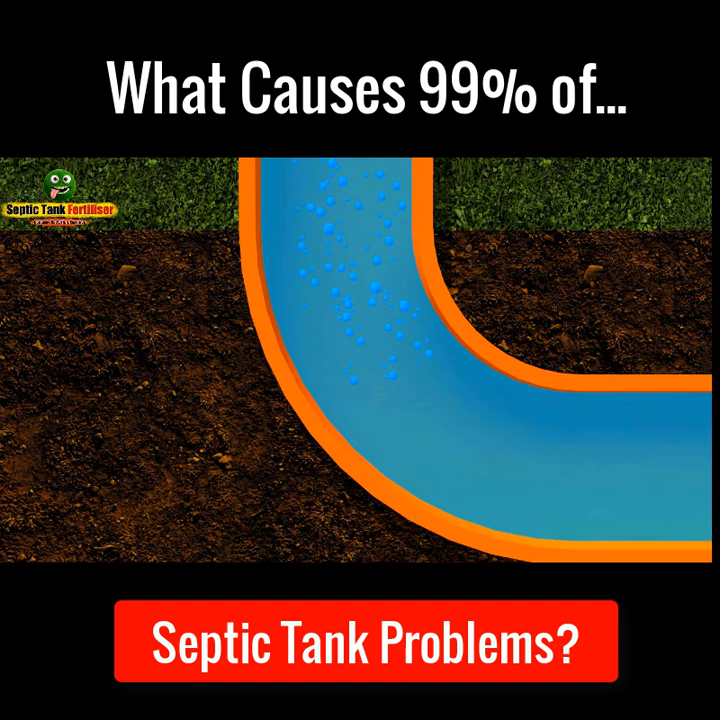 What Causes 99% of...
Septic Tank Fertiliser
Septic Tank Problems?